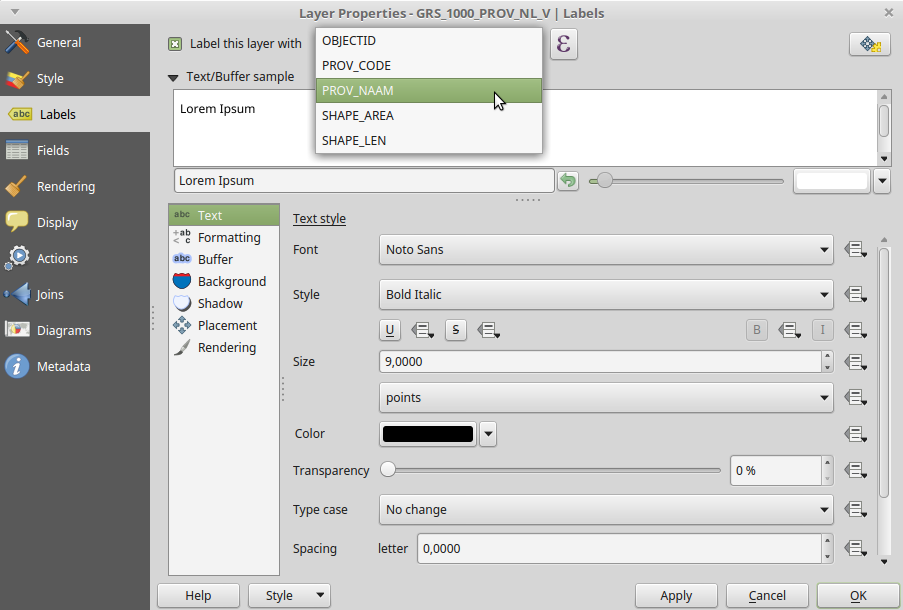 Layer Properties - GRS_1000_PROV_NL_V | Labels
General
Style
abc Labels
Fields
Rendering
Display
Actions
Joins
Diagrams
Metadata
Label this layer with
OBJECTID
PROV_CODE
PROV_NAAM
SHAPE_AREA
SHAPE_LEN
ε
Text/Buffer sample
Lorem Ipsum
Lorem Ipsum
abc Text
+ab < c Formatting
abc Buffer
Background
Shadow
Placement
Rendering
Text style
Font Noto Sans
Style Bold Italic
U S B I
Size 9,0000
points
Color
Transparency 0 %
Type case No change
Spacing letter 0,0000
Help Style Apply Cancel OK